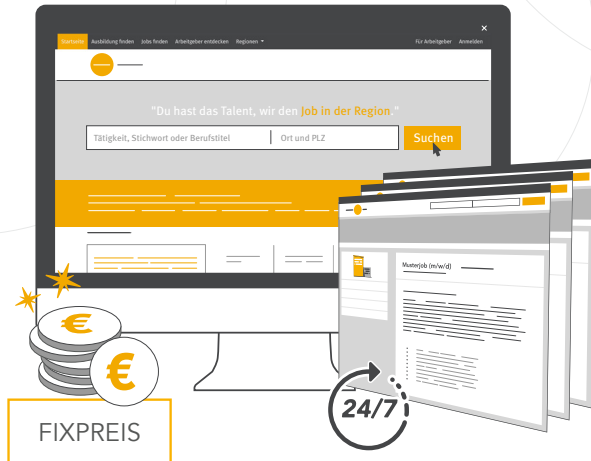 Startseite Ausbildung finden Jobs finden Arbeitgeber entdecken Regionen Für Arbeitgeber Anmelden
"Du hast das Talent, wir den Job in der Region."
Tätigkeit, Stichwort oder Berufstitel Ort und PLZ Suchen
Musterjob (m/w/d)
€
€
24/7
FIXPREIS